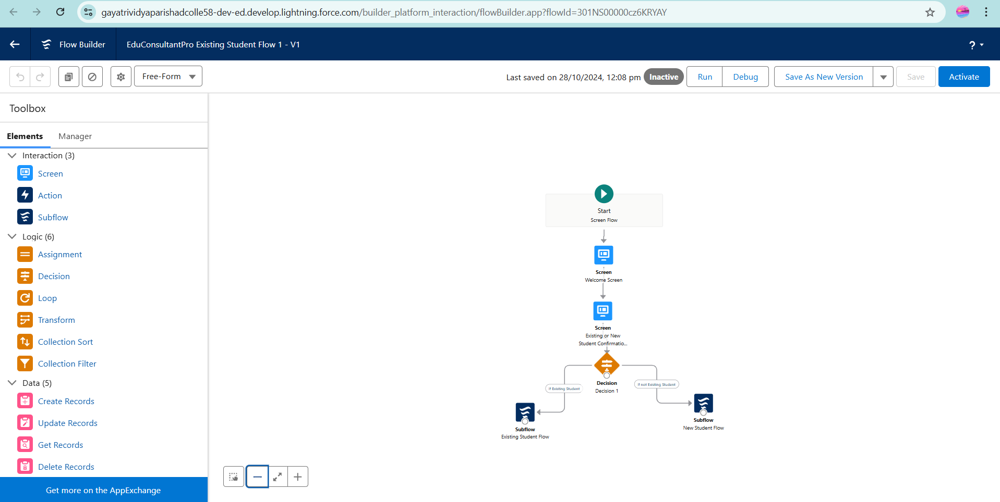 gayatrividyaparishadcolle58-dev-ed.develop.lightning.force.com/builder_platform_interaction/flowBuilder.app?flowId=301NS00000cz6KRYAY
Flow Builder
EduConsultantPro Existing Student Flow 1 - V1
?
Free-Form
Last saved on 28/10/2024, 12:08 pm
Inactive
Run
Debug
Save As New Version
Save
Activate
Toolbox
Elements
Manager
Interaction (3)
Screen
Action
Subflow
Logic (6)
Assignment
Decision
Loop
Transform
Collection Sort
Collection Filter
Data (5)
Create Records
Update Records
Get Records
Delete Records
Get more on the AppExchange
Start
Screen Flow
Screen
Welcome Screen
Screen
Existing or New
Student Confirmatio...
Decision
Decision 1
If Existing Student
If not Existing Student
Subflow
Existing Student Flow
Subflow
New Student Flow